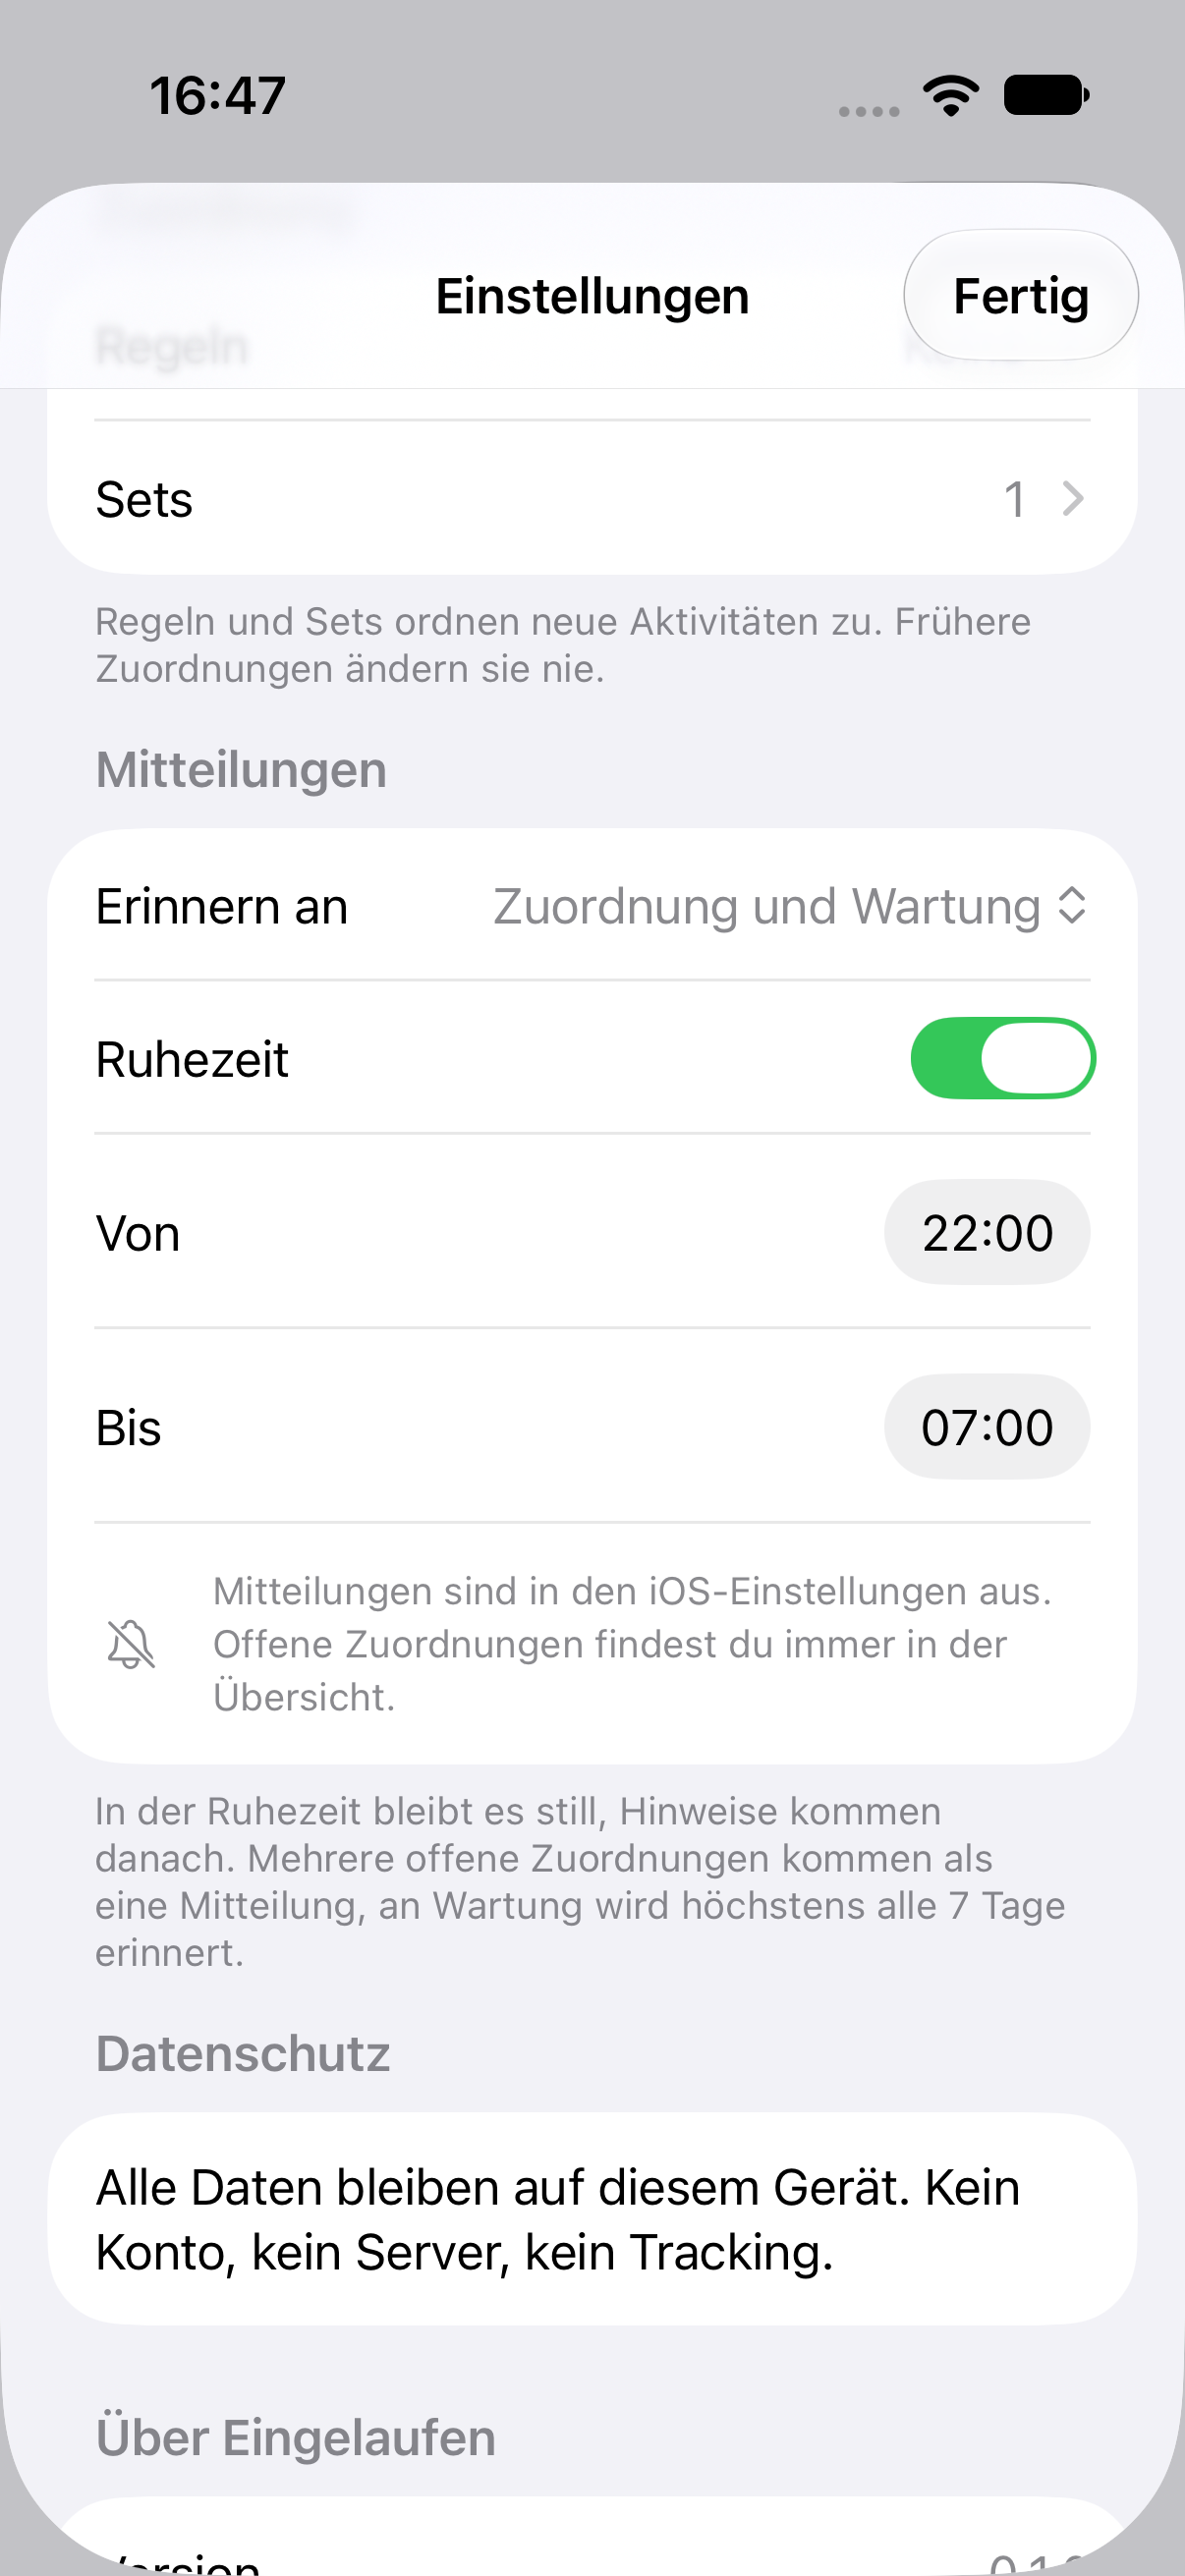 16:47
Einstellungen
Fertig
Regeln
Sets
1
Regeln und Sets ordnen neue Aktivitäten zu. Frühere
Zuordnungen ändern sie nie.
Mitteilungen
Erinnern an
Zuordnung und Wartung
Ruhezeit
Von
22:00
Bis
07:00
Mitteilungen sind in den iOS-Einstellungen aus.
Offene Zuordnungen findest du immer in der
Übersicht.
In der Ruhezeit bleibt es still, Hinweise kommen
danach. Mehrere offene Zuordnungen kommen als
eine Mitteilung, an Wartung wird höchstens alle 7 Tage
erinnert.
Datenschutz
Alle Daten bleiben auf diesem Gerät. Kein
Konto, kein Server, kein Tracking.
Über Eingelaufen
Version